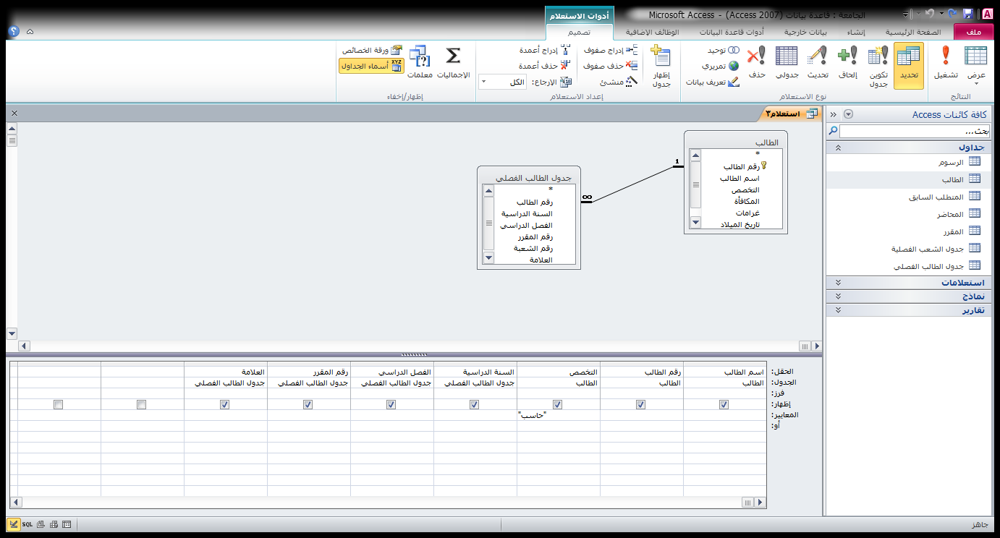 الجامعة : قاعدة بيانات (Access 2007) - Microsoft Access
أدوات الاستعلام
ملف
الصفحة الرئيسية
إنشاء
بيانات خارجية
أدوات قاعدة البيانات
الوظائف الإضافية
تصميم
عرض
تشغيل
النتائج
تحديد
تكوين جدول
إلحاق
تحديث
جدولي
حذف
توحيد
تمريري
تعريف بيانات
نوع الاستعلام
إظهار جدول
إدراج صفوف
حذف صفوف
منشئ
إدراج أعمدة
حذف أعمدة
الإرجاع: الكل
إعداد الاستعلام
الإجماليات
معلمات
ورقة الخصائص
أسماء الجداول
XYZ
إظهار/إخفاء
كافة كائنات Access
بحث...
جداول
الرسوم
الطالب
المتطلب السابق
المحاضر
المقرر
جدول الشعب الفصلية
جدول الطالب الفصلي
استعلامات
نماذج
تقارير
استعلام٣
الطالب
*
رقم الطالب
اسم الطالب
التخصص
المكافأة
غرامات
تاريخ الميلاد
1
∞
جدول الطالب الفصلي
*
رقم الطالب
السنة الدراسية
الفصل الدراسي
رقم المقرر
رقم الشعبة
العلامة
الحقل: اسم الطالب رقم الطالب التخصص السنة الدراسية الفصل الدراسي رقم المقرر العلامة
الجدول: الطالب الطالب الطالب جدول الطالب الفصلي جدول الطالب الفصلي جدول الطالب الفصلي جدول الطالب الفصلي
فرز:
إظهار:
المعايير: "حاسب"
أو:
جاهز
SQL